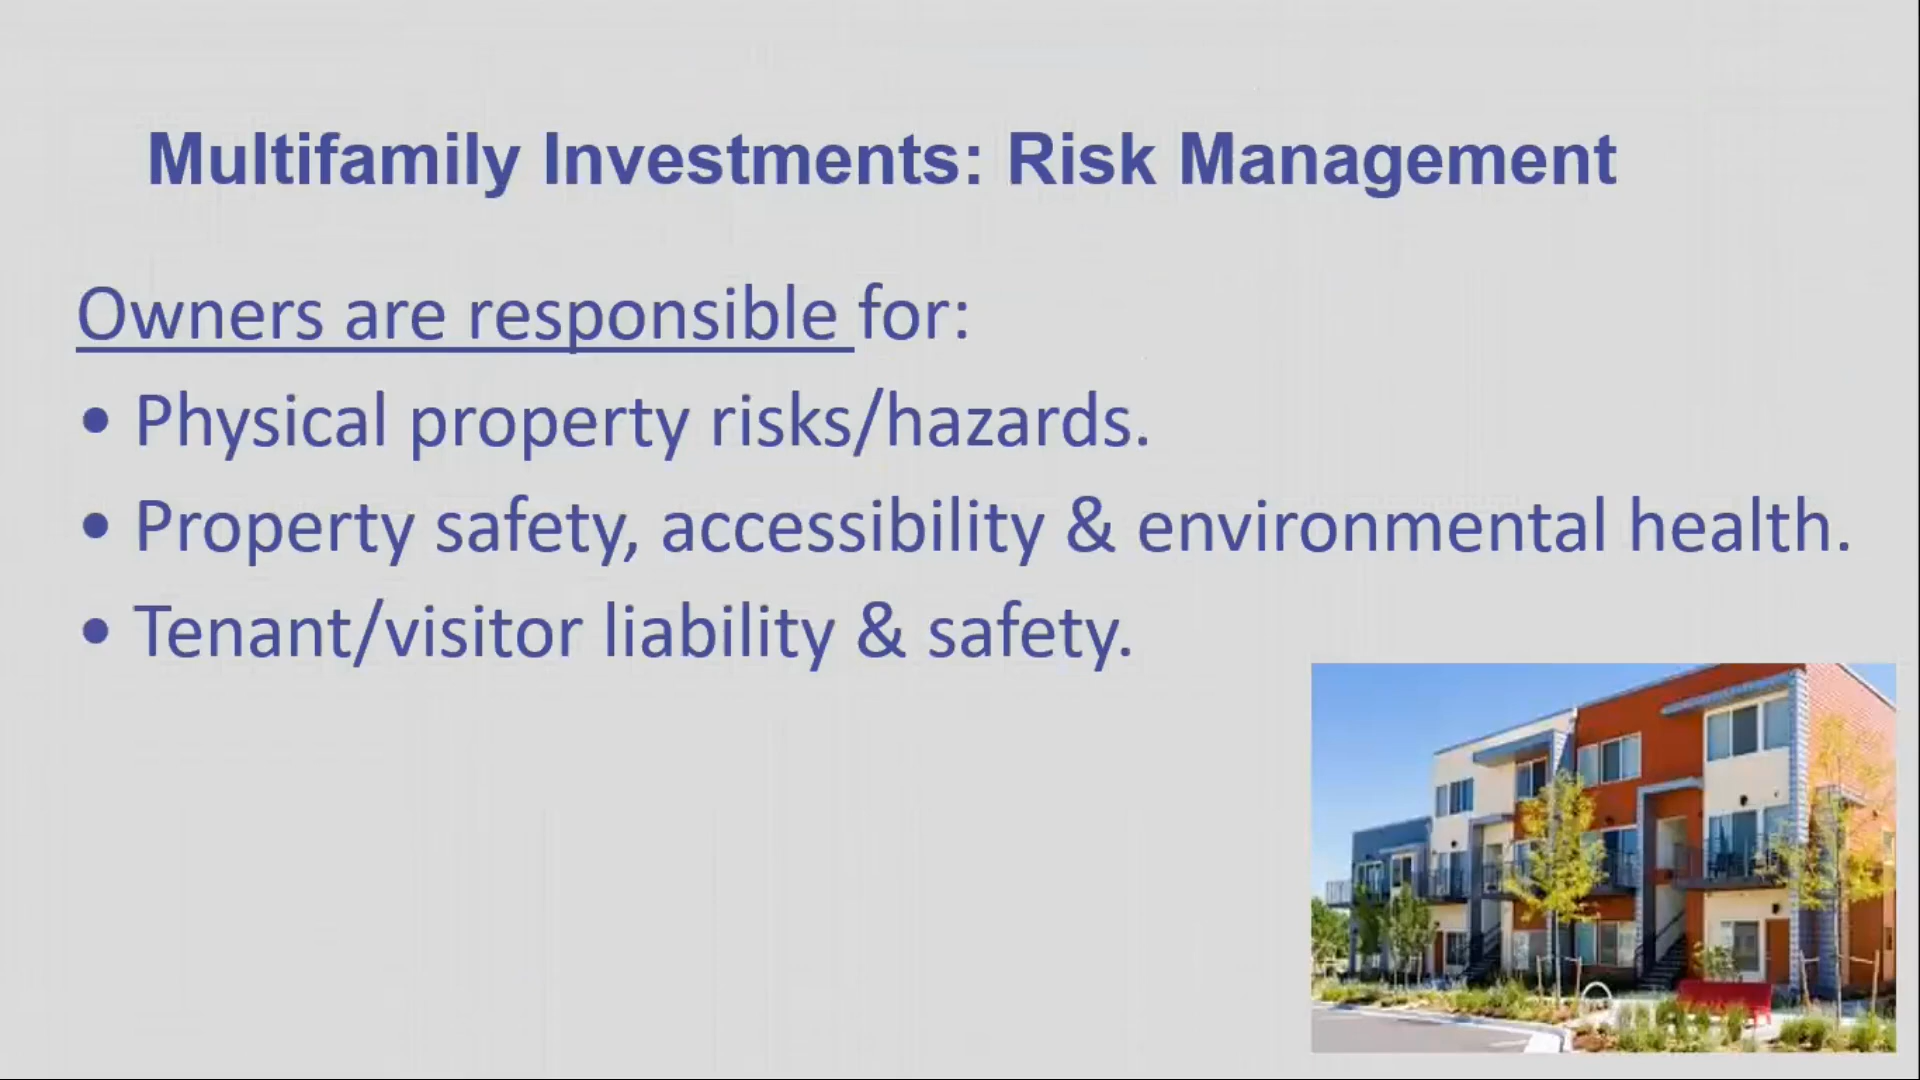 Multifamily Investments: Risk Management
Owners are responsible for:
• Physical property risks/hazards.
• Property safety, accessibility & environmental health.
• Tenant/visitor liability & safety.